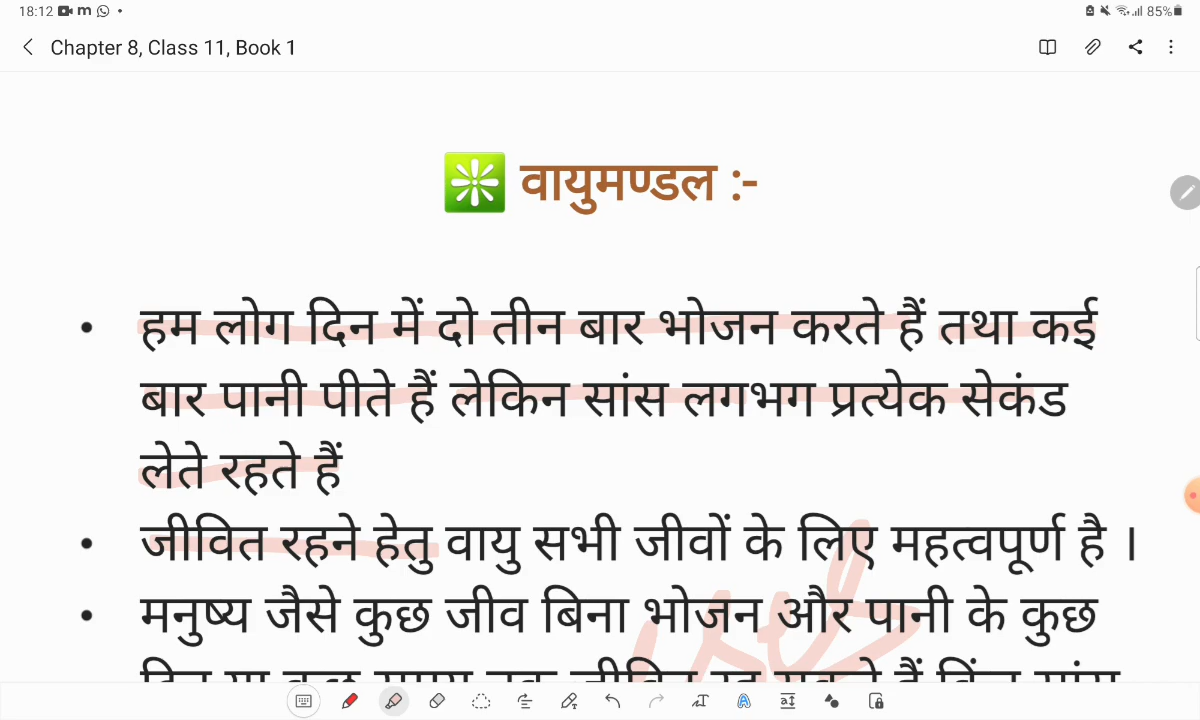 18:12 m 85%
Chapter 8, Class 11, Book 1
वायुमण्डल :-
• हम लोग दिन में दो तीन बार भोजन करते हैं तथा कई
बार पानी पीते हैं लेकिन सांस लगभग प्रत्येक सेकंड
लेते रहते हैं
• जीवित रहने हेतु वायु सभी जीवों के लिए महत्वपूर्ण है ।
• मनुष्य जैसे कुछ जीव बिना भोजन और पानी के कुछ